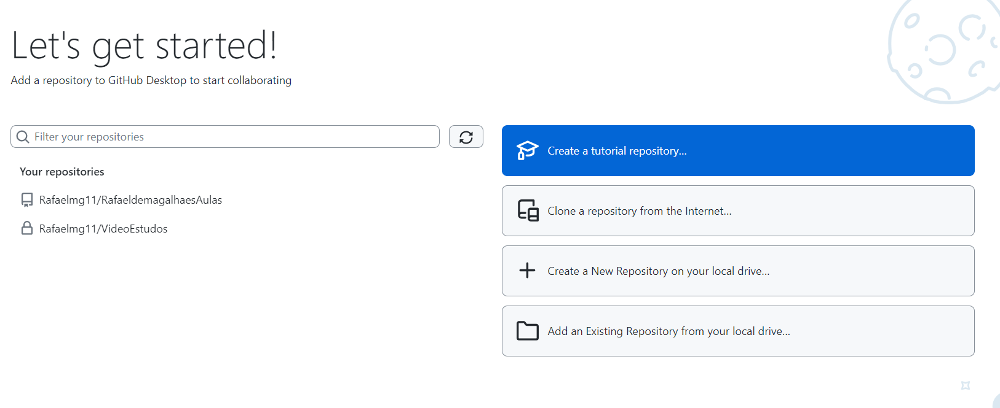 Let's get started!
Add a repository to GitHub Desktop to start collaborating
Filter your repositories
Your repositories
Rafaelmg11/RafaeldemagalhaesAulas
Rafaelmg11/VideoEstudos
Create a tutorial repository...
Clone a repository from the Internet...
Create a New Repository on your local drive...
Add an Existing Repository from your local drive...